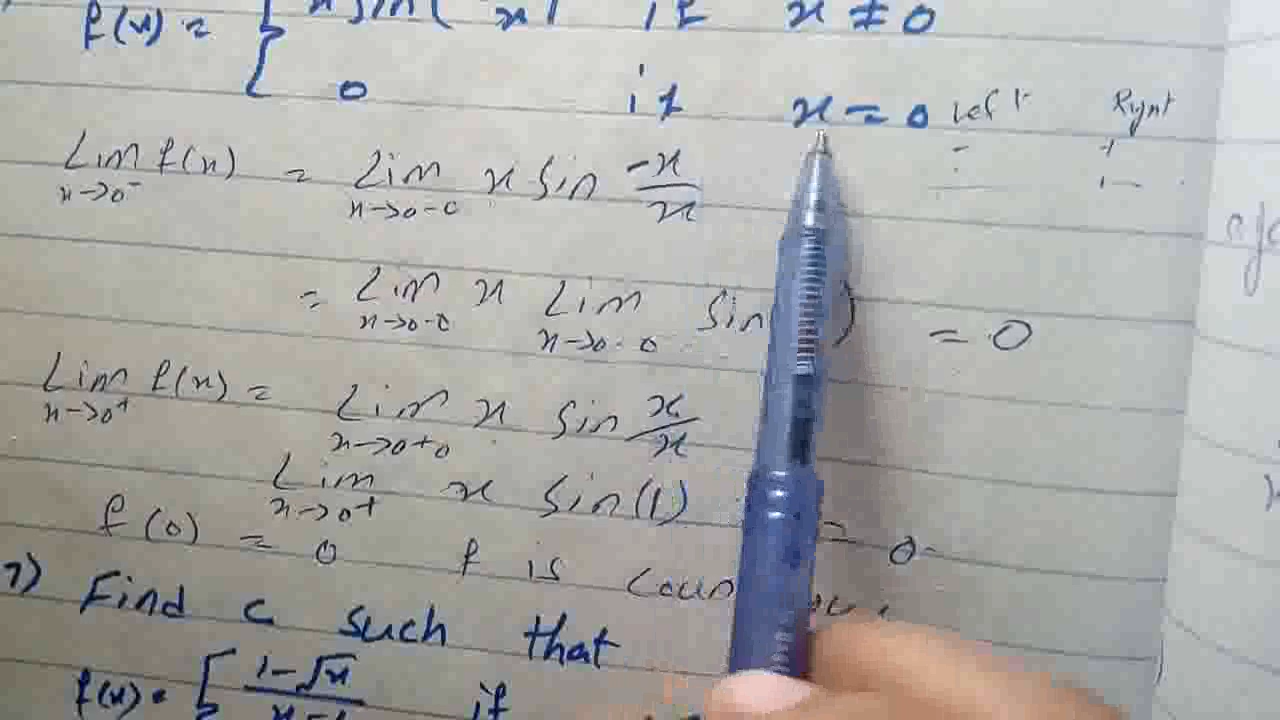 f(x) = { x sin( x ) if x ≠ 0
0 if x = 0 Left Right
- +
Lim x→0⁻ f(x) = Lim x→0-0 x Sin -x/x
= Lim x→0-0 x Lim x→0-0 Sin( ) = 0
Lim x→0⁺ f(x) = Lim x→0+0 x Sin x/x
Lim x→0+ x Sin(1) = 0
f(0) = 0 f is
7) Find c such that
f(x) = [ 1-√x if